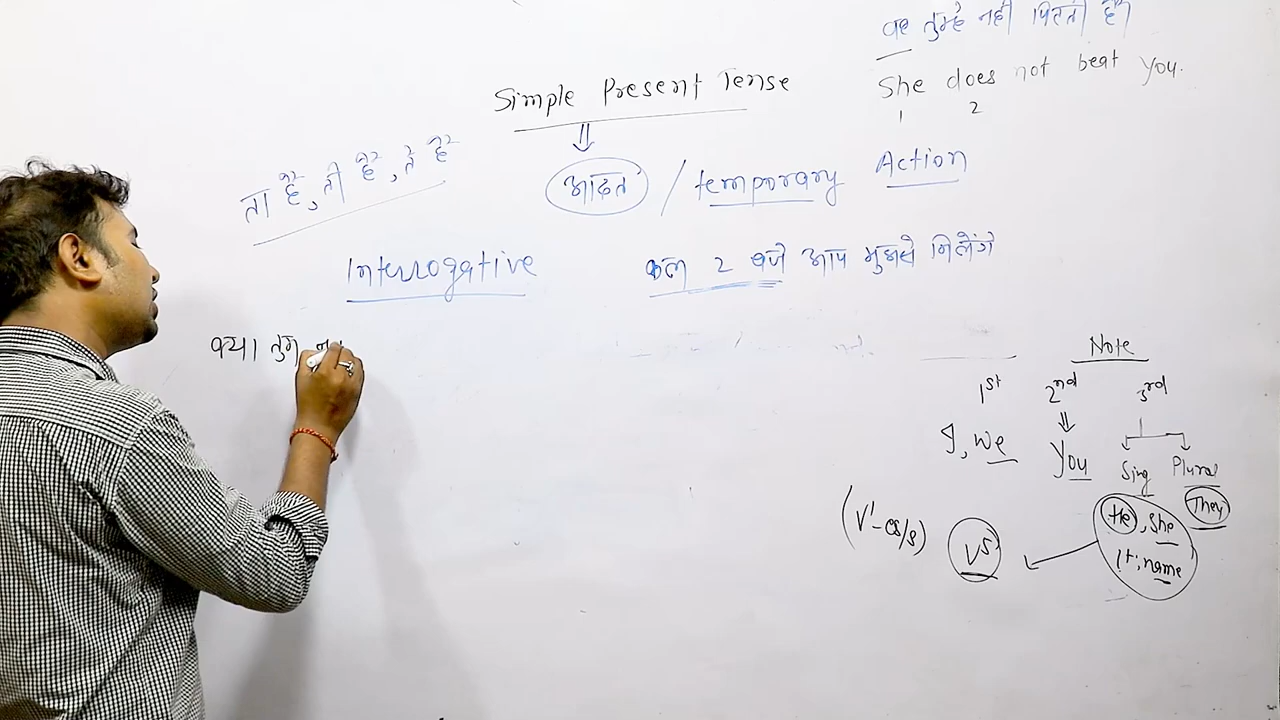 वह तुम्हे नही पिटती है
She does not beat you.
1 2
Simple Present Tense
⇓
ता है, ती है, ते है
आदत / temporary Action
Interrogative
कल 2 बजे आप मुझसे मिलेंगे
क्या तुम
Note
1st 2nd 3rd
I, We You Sing Plural
He, She They
It, name
(V¹-es/s) V5